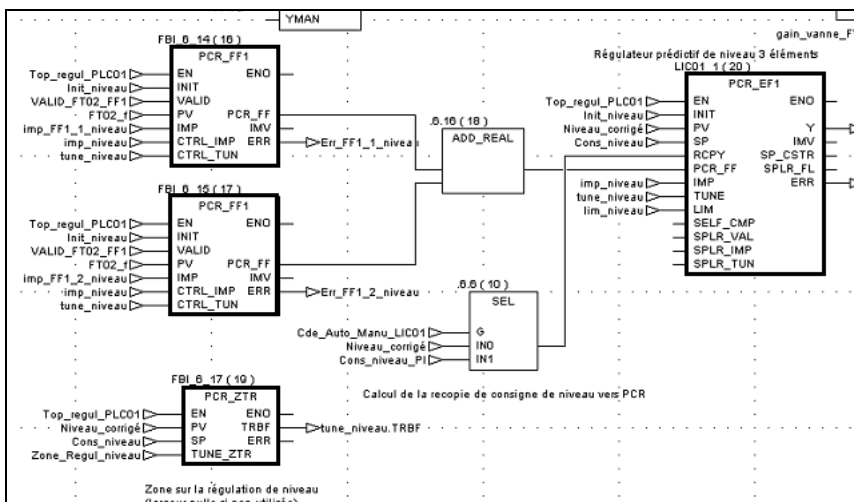 YMAN
gain_vanne_F
FBI_6_14 (16)
PCR_FF1
Top_regul_PLC01 EN ENO
Init_niveau INIT
VALID_FT02_FF1 VALID
FT02_f PV PCR_FF
imp_FF1_1_niveau IMP IMV
imp_niveau CTRL_IMP ERR Err_FF1_1_niveau
tune_niveau CTRL_TUN
.6.16 (18)
ADD_REAL
Régulateur prédictif de niveau 3 éléments
LIC01_1 (20)
PCR_EF1
Top_regul_PLC01 EN ENO
Init_niveau INIT
Niveau_corrigé PV Y
Cons_niveau SP IMV
RCPY SP_CSTR
PCR_FF SPLR_FL
imp_niveau IMP ERR
tune_niveau TUNE
lim_niveau LIM
SELF_CMP
SPLR_VAL
SPLR_IMP
SPLR_TUN
FBI_6_15 (17)
PCR_FF1
Top_regul_PLC01 EN ENO
Init_niveau INIT
VALID_FT02_FF1 VALID
FT02_f PV PCR_FF
imp_FF1_2_niveau IMP IMV
imp_niveau CTRL_IMP ERR Err_FF1_2_niveau
tune_niveau CTRL_TUN
.6.6 (10)
SEL
Cde_Auto_Manu_LIC01 G
Niveau_corrigé IN0
Cons_niveau_PI IN1
Calcul de la recopie de consigne de niveau vers PCR
FBI_6_17 (19)
PCR_ZTR
Top_regul_PLC01 EN ENO
Niveau_corrigé PV TRBF tune_niveau.TRBF
Cons_niveau SP ERR
Zone_Regul_niveau TUNE_ZTR
Zone sur la régulation de niveau